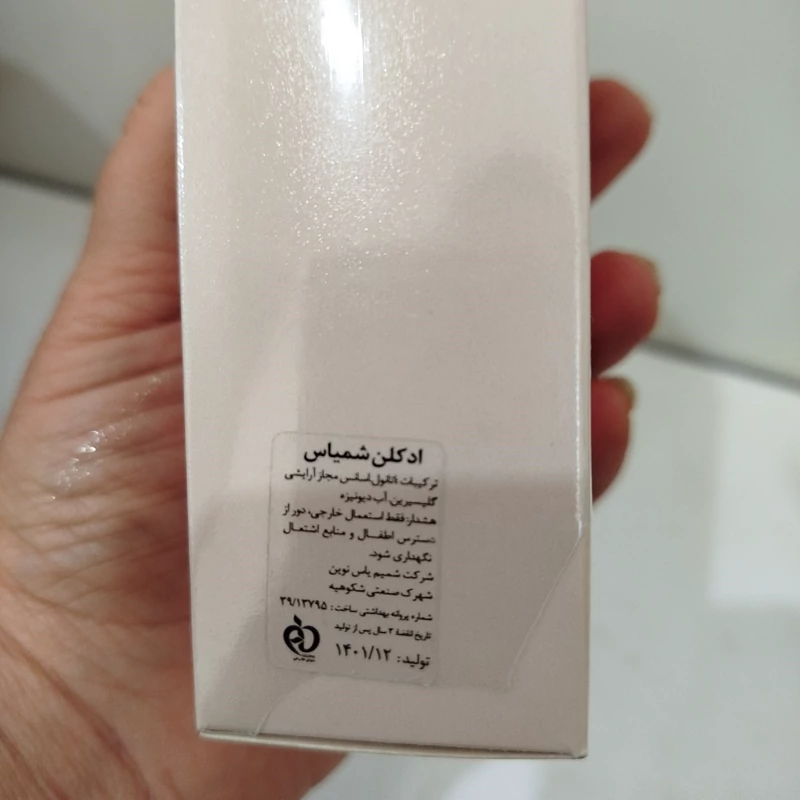 ادکلن شمیاس
ترکیبات: اتانول، اسانس مجاز آرایشی
گلیسیرین، آب دیونیزه
هشدار: فقط استعمال خارجی، دور از
دسترس اطفال و منابع اشتعال
نگهداری شود.
شرکت شمیم یاس نوین
شهرک صنعتی شکوهیه
شماره پروانه بهداشتی ساخت: ۳۹/۱۳۷۹۵
تاریخ انقضا: ۳ سال پس از تولید
تولید: ۱۴۰۱/۱۲